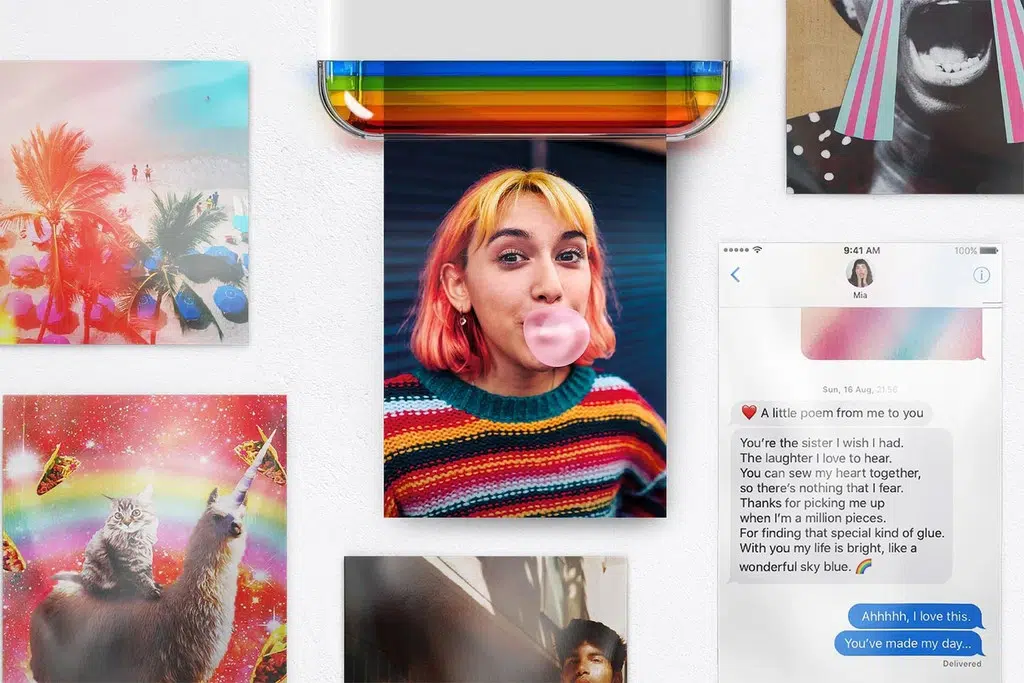 9:41 AM
100%
Mia
Sun, 16 Aug, 21:56
❤️ A little poem from me to you
You're the sister I wish I had.
The laughter I love to hear.
You can sew my heart together,
so there's nothing that I fear.
Thanks for picking me up
when I'm a million pieces.
For finding that special kind of glue.
With you my life is bright, like a
wonderful sky blue. 🌈
Ahhhhh, I love this.
You've made my day...
Delivered